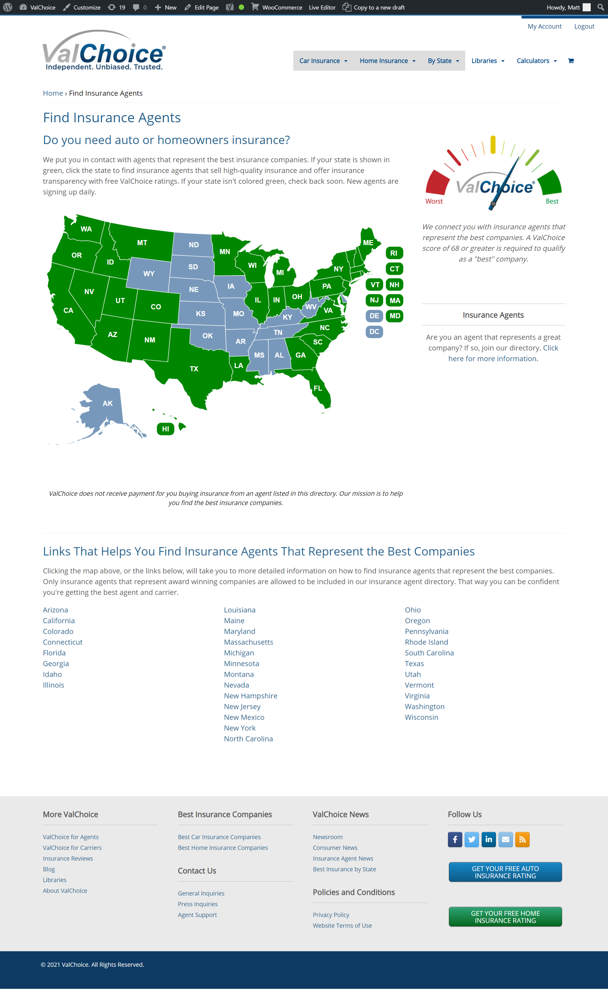 ValChoice Customize 19 0 New Edit Page WooCommerce Live Editor Copy to a new draft Howdy, Matt
My Account Logout
ValChoice®
Independent. Unbiased. Trusted.
Car Insurance Home Insurance By State Libraries Calculators
Home › Find Insurance Agents
Find Insurance Agents
Do you need auto or homeowners insurance?
We put you in contact with agents that represent the best insurance companies. If your state is shown in
green, click the state to find insurance agents that sell high-quality insurance and offer insurance
transparency with free ValChoice ratings. If your state isn't colored green, check back soon. New agents are
signing up daily.
WA
MT
ND
MN
ME
OR
ID
SD
WI
MI
NY
RI
WY
CT
NV
NE
IA
PA
VT NH
UT
CO
IL
IN
OH
NJ MA
CA
KS
MO
KY
WV
VA
DE MD
AZ
NM
OK
AR
TN
NC
DC
SC
TX
LA
MS
AL
GA
FL
AK
HI
ValChoice®
Worst Best
We connect you with insurance agents that
represent the best companies. A ValChoice
score of 68 or greater is required to qualify
as a "best" company.
Insurance Agents
Are you an agent that represents a great
company? If so, join our directory. Click
here for more information.
ValChoice does not receive payment for you buying insurance from an agent listed in this directory. Our mission is to help
you find the best insurance companies.
Links That Helps You Find Insurance Agents That Represent the Best Companies
Clicking the map above, or the links below, will take you to more detailed information on how to find insurance agents that represent the best companies.
Only insurance agents that represent award winning companies are allowed to be included in our insurance agent directory. That way you can be confident
you're getting the best agent and carrier.
Arizona
California
Colorado
Connecticut
Florida
Georgia
Idaho
Illinois
Louisiana
Maine
Maryland
Massachusetts
Michigan
Minnesota
Montana
Nevada
New Hampshire
New Jersey
New Mexico
New York
North Carolina
Ohio
Oregon
Pennsylvania
Rhode Island
South Carolina
Texas
Utah
Vermont
Virginia
Washington
Wisconsin
More ValChoice
ValChoice for Agents
ValChoice for Carriers
Insurance Reviews
Blog
Libraries
About ValChoice
Best Insurance Companies
Best Car Insurance Companies
Best Home Insurance Companies
Contact Us
General Inquiries
Press Inquiries
Agent Support
ValChoice News
Newsroom
Consumer News
Insurance Agent News
Best Insurance by State
Policies and Conditions
Privacy Policy
Website Terms of Use
Follow Us
GET YOUR FREE AUTO
INSURANCE RATING
GET YOUR FREE HOME
INSURANCE RATING
© 2021 ValChoice. All Rights Reserved.